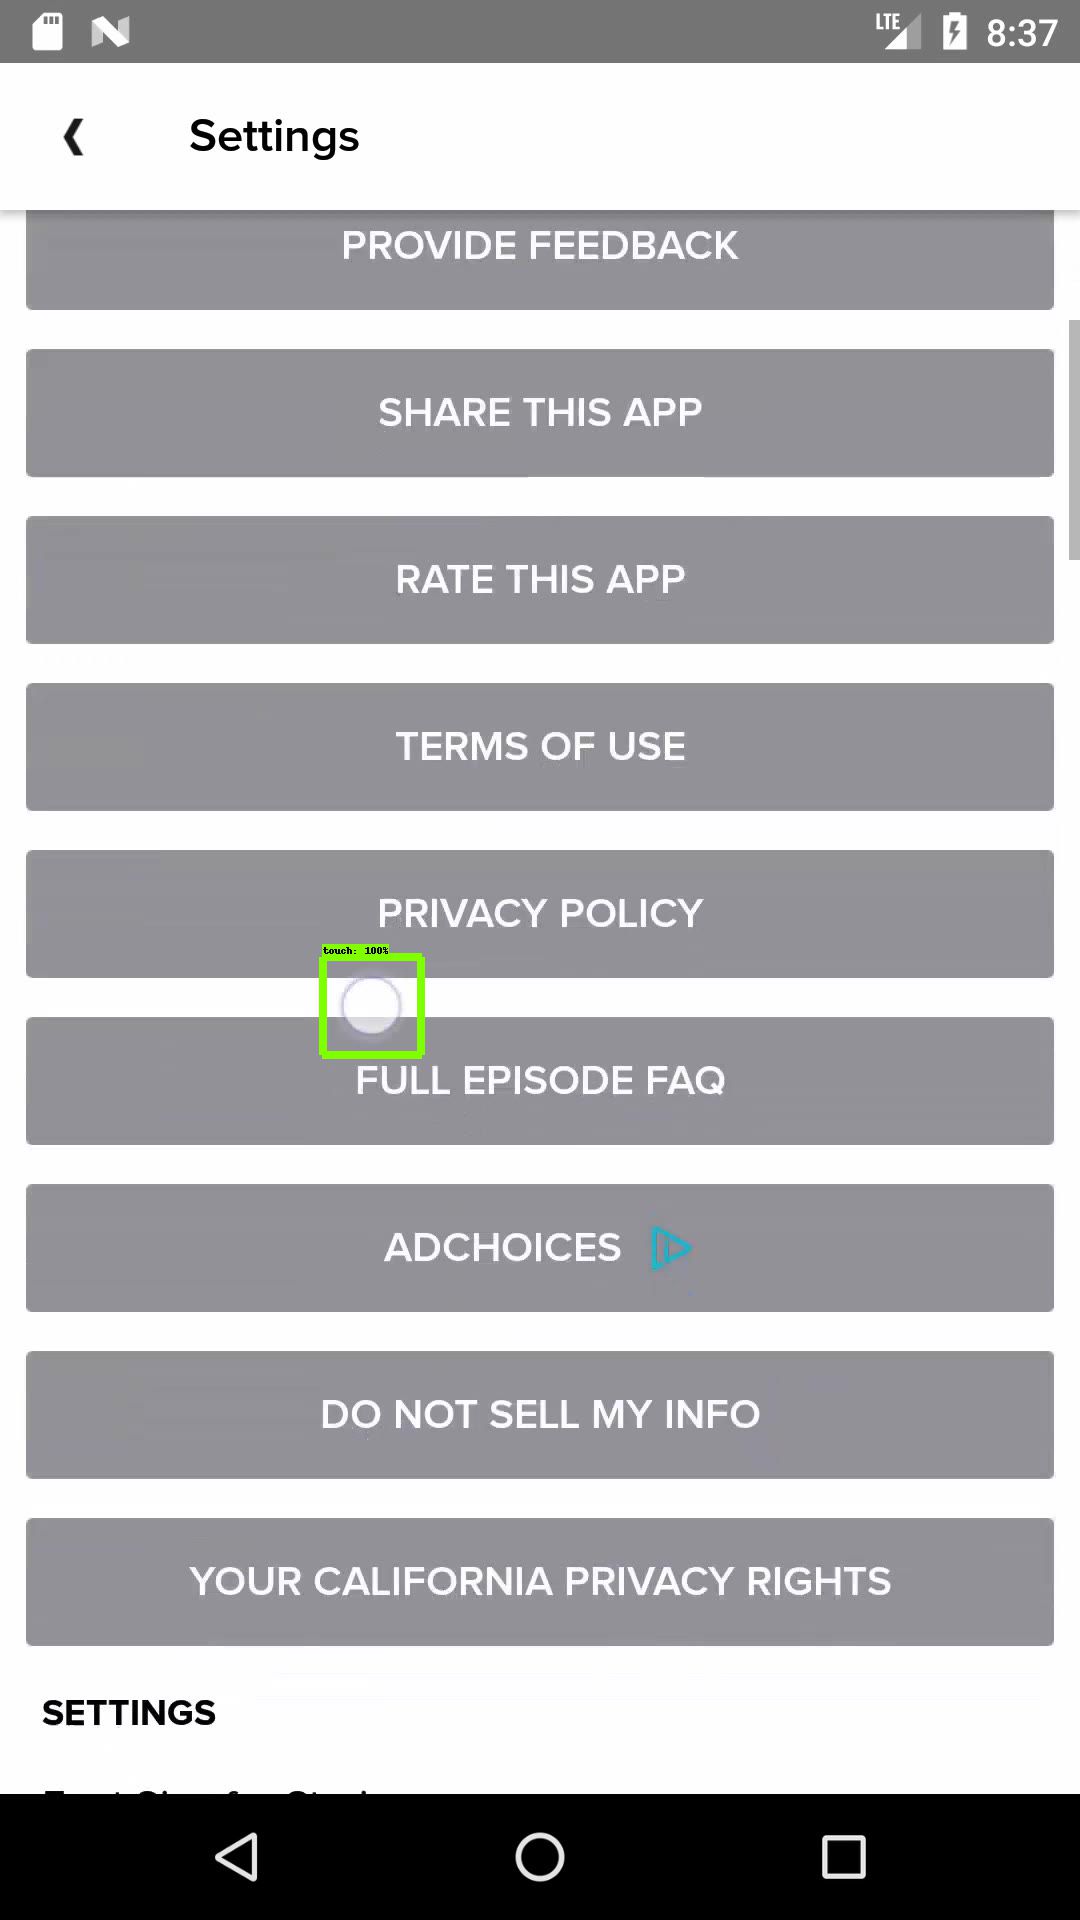 LTE 8:37
Settings
PROVIDE FEEDBACK
SHARE THIS APP
RATE THIS APP
TERMS OF USE
PRIVACY POLICY
touch: 100%
FULL EPISODE FAQ
ADCHOICES
DO NOT SELL MY INFO
YOUR CALIFORNIA PRIVACY RIGHTS
SETTINGS